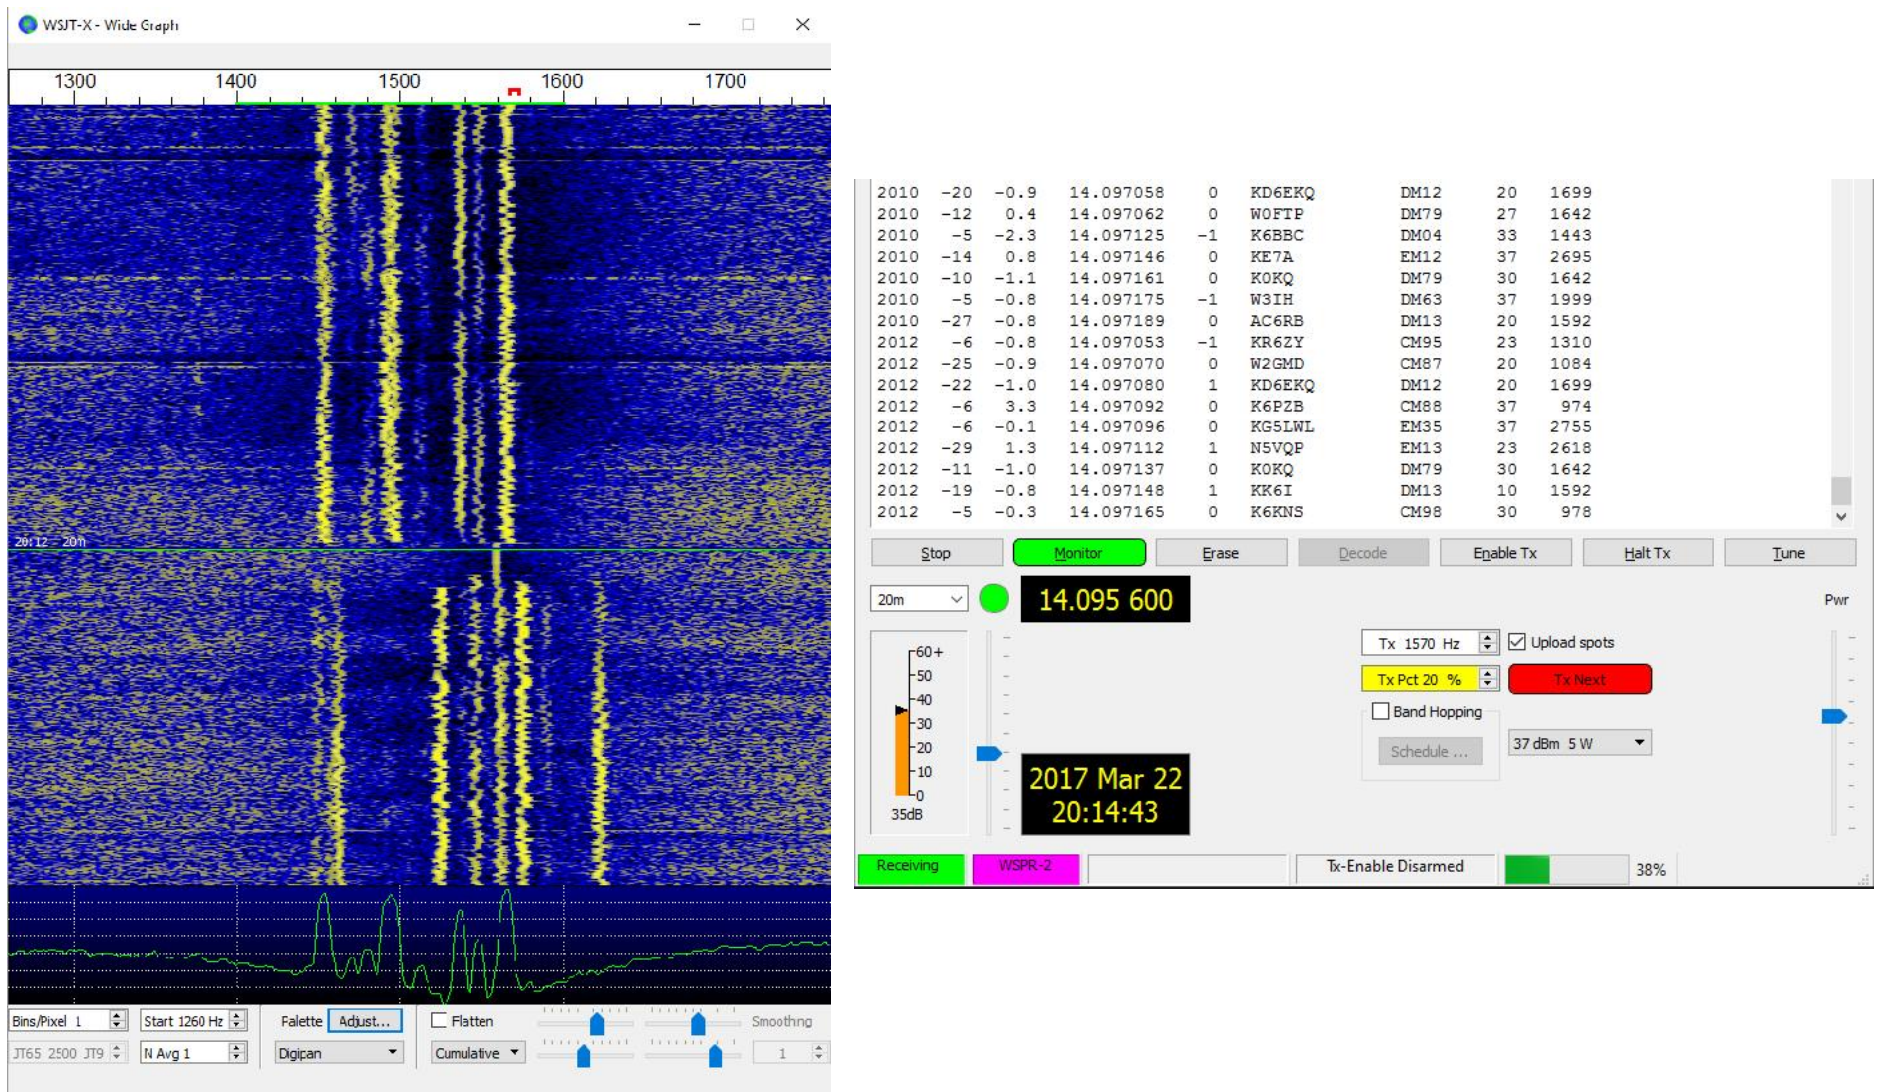 WSJT-X - Wide Graph
1300 1400 1500 1600 1700
20:12 - 20m
Bins/Pixel 1 Start 1260 Hz Palette Adjust... Flatten Smoothing
JT65 2500 JT9 N Avg 1 Digipan Cumulative 1
2010 -20 -0.9 14.097058 0 KD6EKQ DM12 20 1699
2010 -12 0.4 14.097062 0 W0FTP DM79 27 1642
2010 -5 -2.3 14.097125 -1 K6BBC DM04 33 1443
2010 -14 0.8 14.097146 0 KE7A EM12 37 2695
2010 -10 -1.1 14.097161 0 K0KQ DM79 30 1642
2010 -5 -0.8 14.097175 -1 W3IH DM63 37 1999
2010 -27 -0.8 14.097189 0 AC6RB DM13 20 1592
2012 -6 -0.8 14.097053 -1 KR6ZY CM95 23 1310
2012 -25 -0.9 14.097070 0 W2GMD CM87 20 1084
2012 -22 -1.0 14.097080 1 KD6EKQ DM12 20 1699
2012 -6 3.3 14.097092 0 K6PZB CM88 37 974
2012 -6 -0.1 14.097096 0 KG5LWL EM35 37 2755
2012 -29 1.3 14.097112 1 N5VQP EM13 23 2618
2012 -11 -1.0 14.097137 0 K0KQ DM79 30 1642
2012 -19 -0.8 14.097148 1 KK6I DM13 10 1592
2012 -5 -0.3 14.097165 0 K6KNS CM98 30 978
Stop Monitor Erase Decode Enable Tx Halt Tx Tune
20m 14.095 600 Pwr
Tx 1570 Hz Upload spots
Tx Pct 20 % Tx Next
Band Hopping
Schedule ... 37 dBm 5 W
60+
50
40
30
20
10
0
35dB
2017 Mar 22
20:14:43
Receiving WSPR-2 Tx-Enable Disarmed 38%